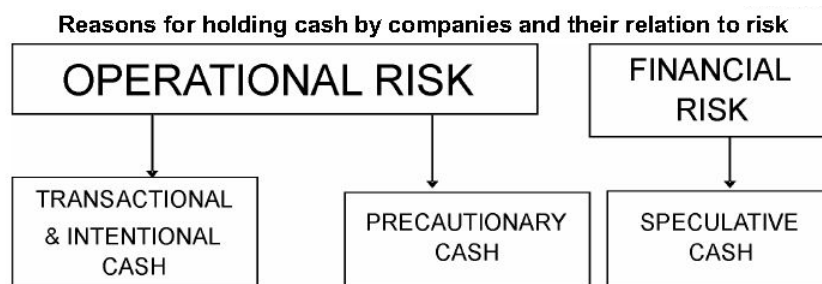 Reasons for holding cash by companies and their relation to risk
OPERATIONAL RISK
FINANCIAL
RISK
TRANSACTIONAL
& INTENTIONAL
CASH
PRECAUTIONARY
CASH
SPECULATIVE
CASH